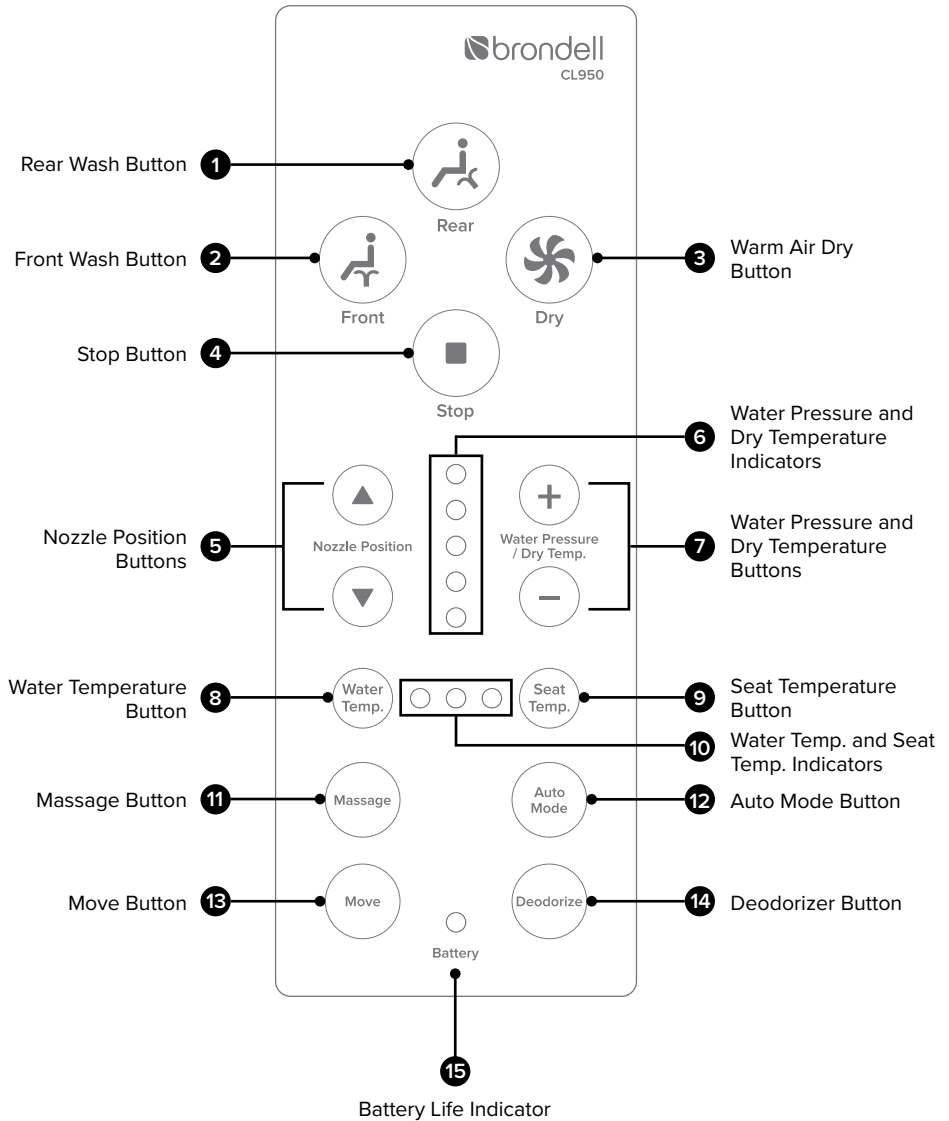 brondell
CL950
Rear Wash Button
1
Rear
Front Wash Button
2
3
Warm Air Dry
Button
Front
Dry
Stop Button
4
Stop
6
Water Pressure and
Dry Temperature
Indicators
Nozzle Position
Buttons
5
Nozzle Position
Water Pressure
/ Dry Temp.
7
Water Pressure and
Dry Temperature
Buttons
Water Temperature
Button
8
Water
Temp.
Seat
Temp.
9
Seat Temperature
Button
10
Water Temp. and Seat
Temp. Indicators
Massage Button
11
Massage
Auto
Mode
12
Auto Mode Button
Move Button
13
Move
Deodorize
14
Deodorizer Button
Battery
15
Battery Life Indicator